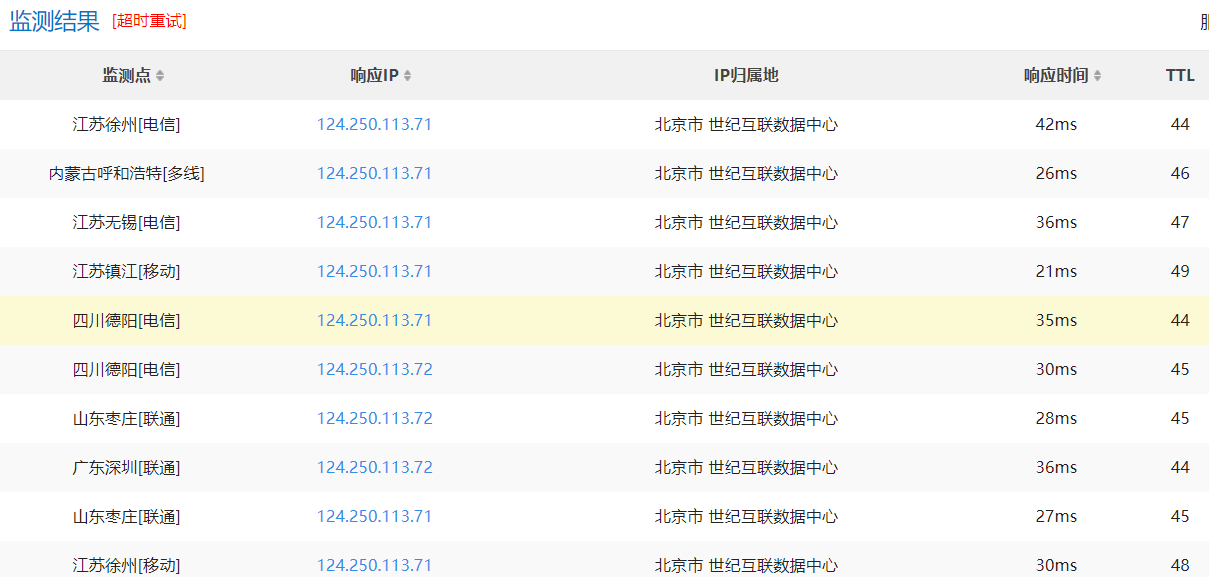 监测结果 [超时重试]
监测点 响应IP IP归属地 响应时间 TTL
江苏徐州[电信] 124.250.113.71 北京市 世纪互联数据中心 42ms 44
内蒙古呼和浩特[多线] 124.250.113.71 北京市 世纪互联数据中心 26ms 46
江苏无锡[电信] 124.250.113.71 北京市 世纪互联数据中心 36ms 47
江苏镇江[移动] 124.250.113.71 北京市 世纪互联数据中心 21ms 49
四川德阳[电信] 124.250.113.71 北京市 世纪互联数据中心 35ms 44
四川德阳[电信] 124.250.113.72 北京市 世纪互联数据中心 30ms 45
山东枣庄[联通] 124.250.113.72 北京市 世纪互联数据中心 28ms 45
广东深圳[联通] 124.250.113.72 北京市 世纪互联数据中心 36ms 44
山东枣庄[联通] 124.250.113.71 北京市 世纪互联数据中心 27ms 45
江苏徐州[移动] 124.250.113.71 北京市 世纪互联数据中心 30ms 48